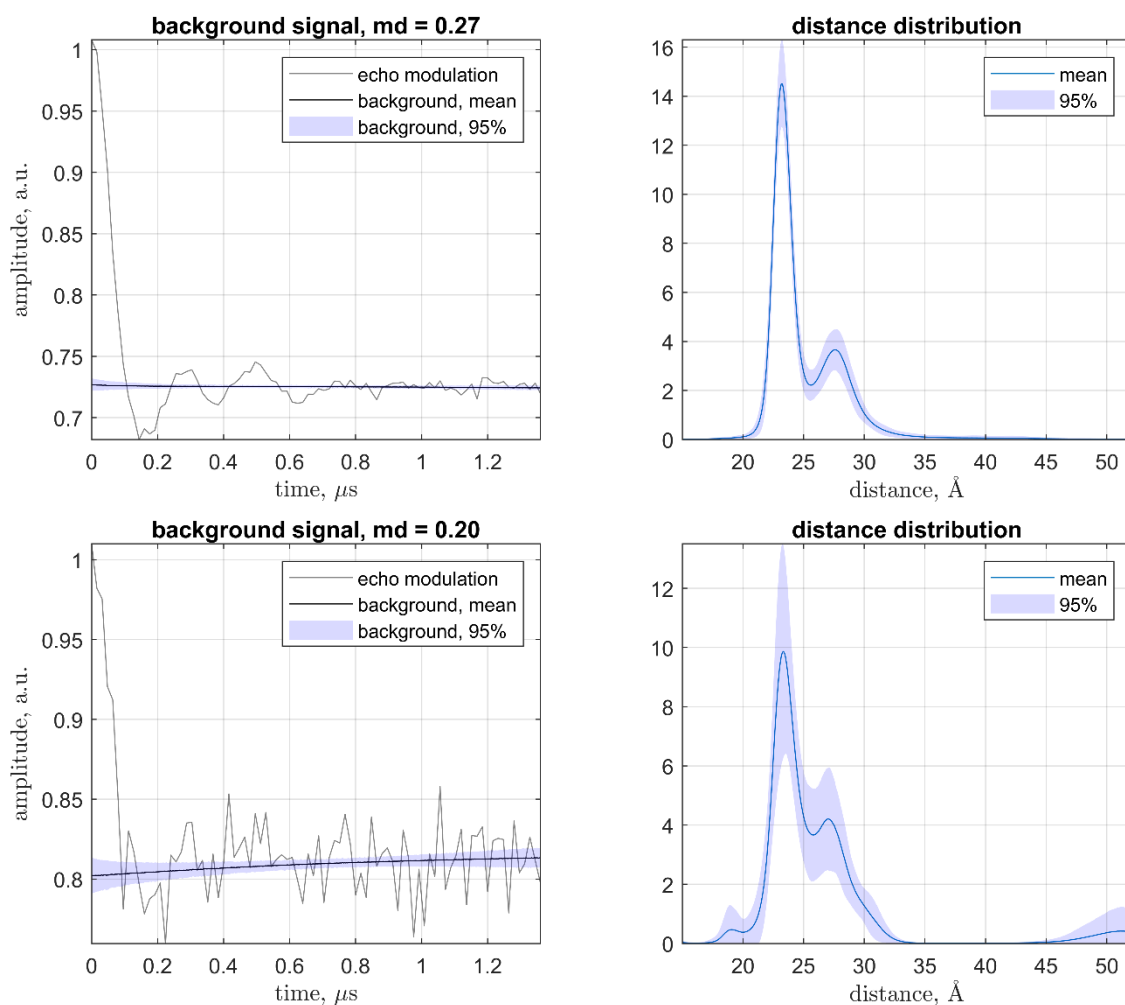 background signal, md = 0.27
1
0.95
0.9
0.85
0.8
0.75
0.7
amplitude, a.u.
echo modulation
background, mean
background, 95%
0 0.2 0.4 0.6 0.8 1 1.2
time, μs
distance distribution
16
14
12
10
8
6
4
2
0
mean
95%
20 25 30 35 40 45 50
distance, Å
background signal, md = 0.20
1
0.95
0.9
0.85
0.8
amplitude, a.u.
echo modulation
background, mean
background, 95%
0 0.2 0.4 0.6 0.8 1 1.2
time, μs
distance distribution
12
10
8
6
4
2
0
mean
95%
20 25 30 35 40 45 50
distance, Å